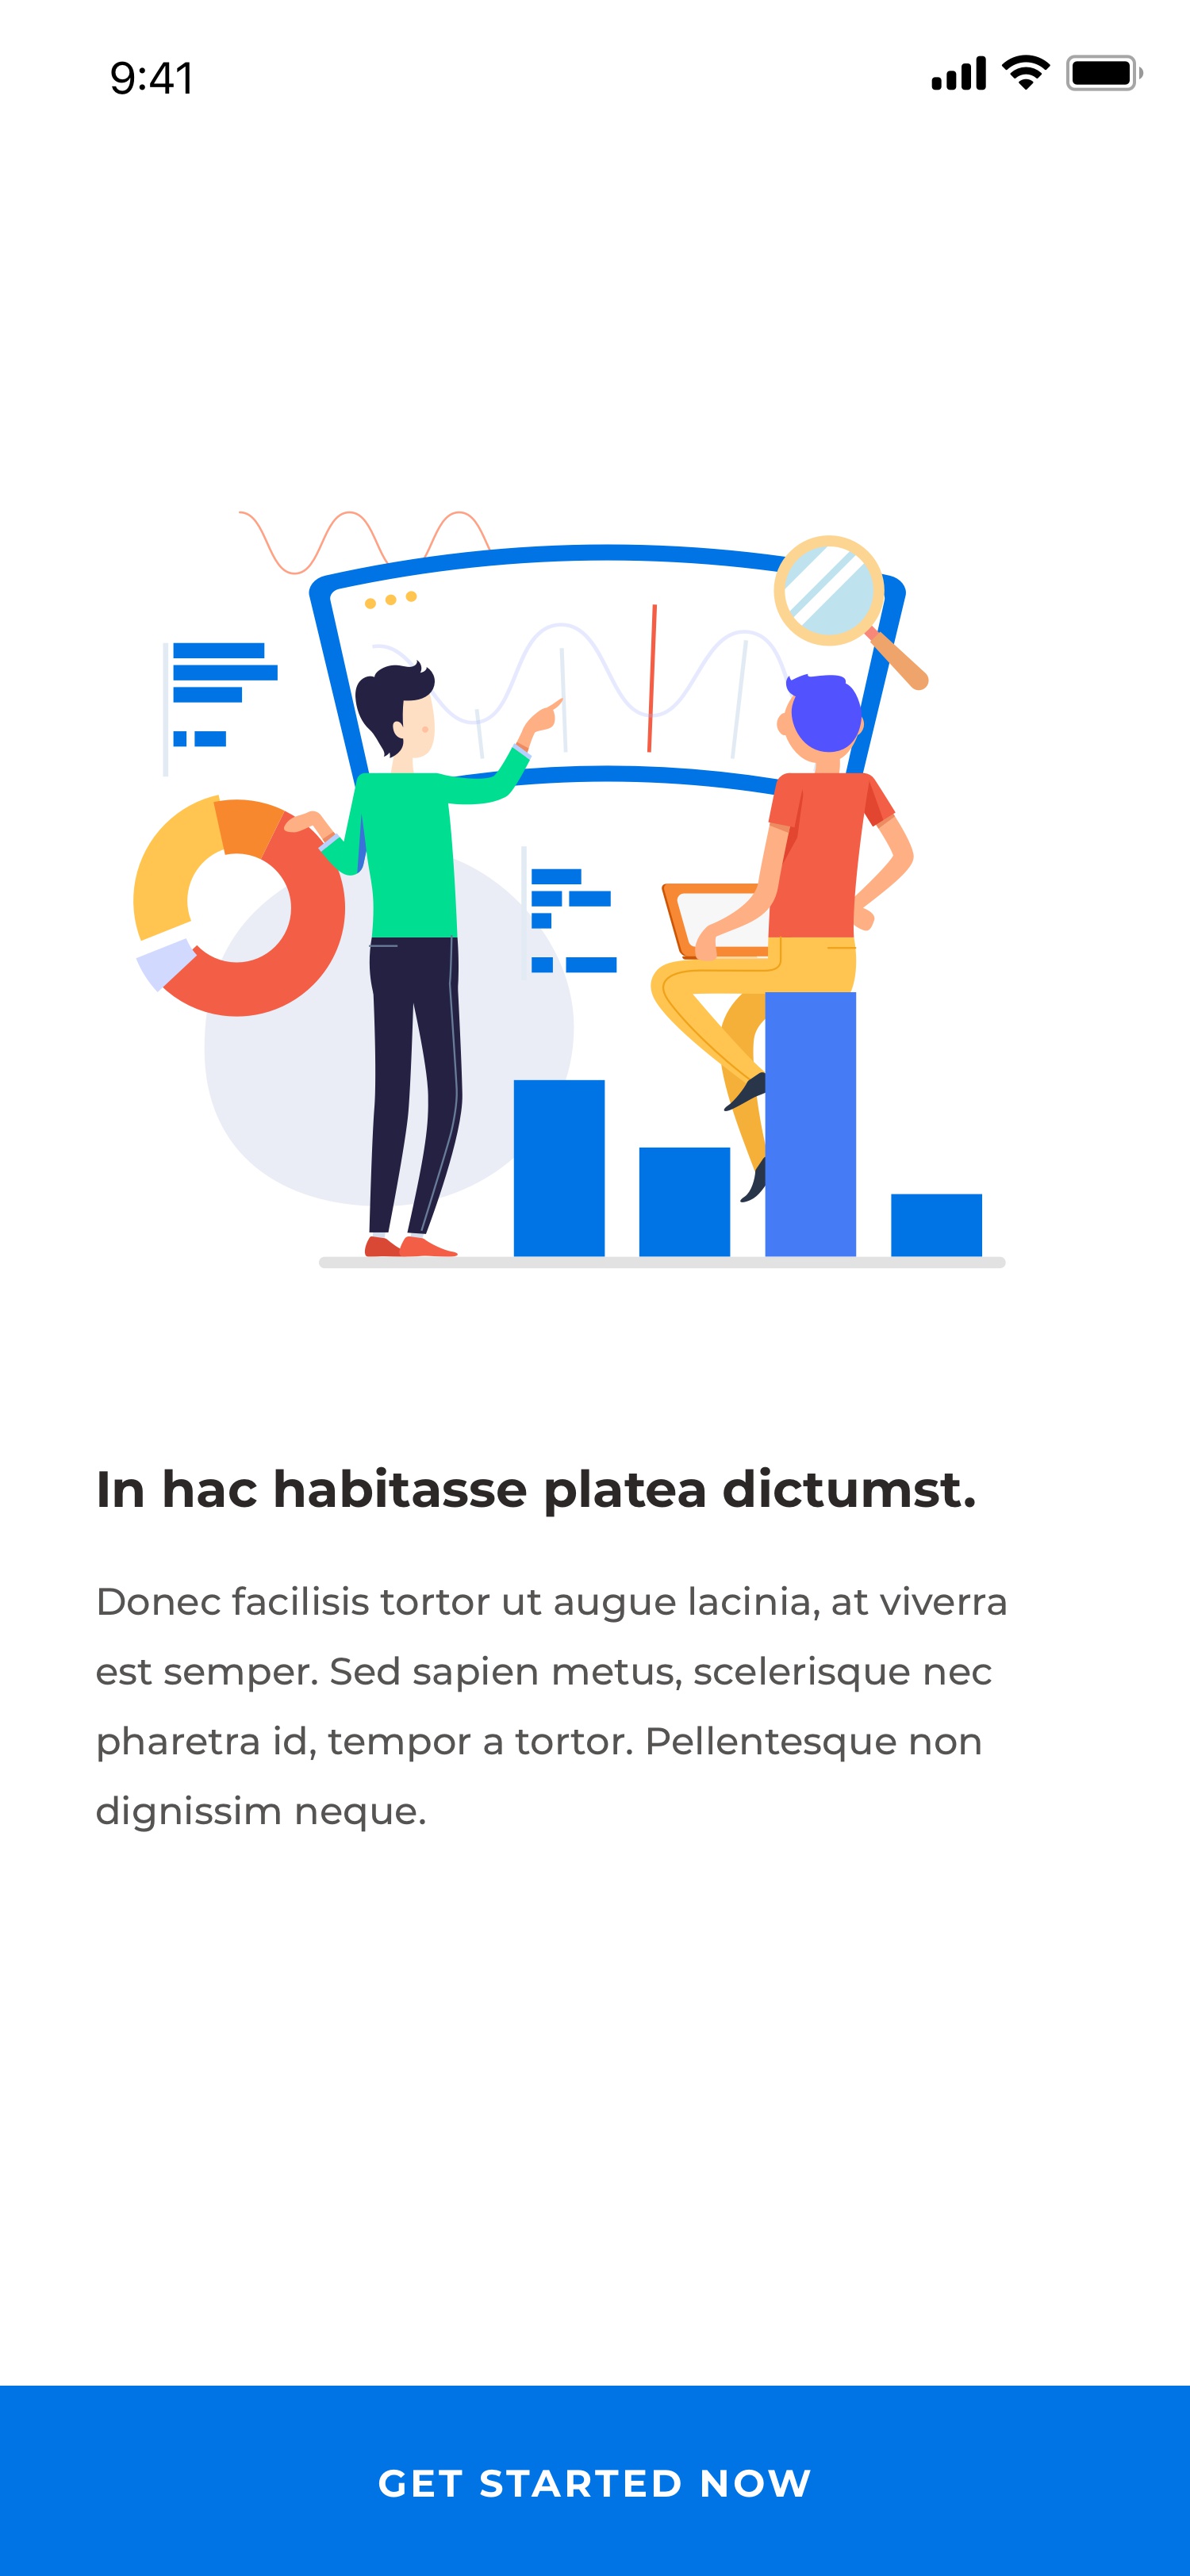 9:41
In hac habitasse platea dictumst.
Donec facilisis tortor ut augue lacinia, at viverra
est semper. Sed sapien metus, scelerisque nec
pharetra id, tempor a tortor. Pellentesque non
dignissim neque.
GET STARTED NOW